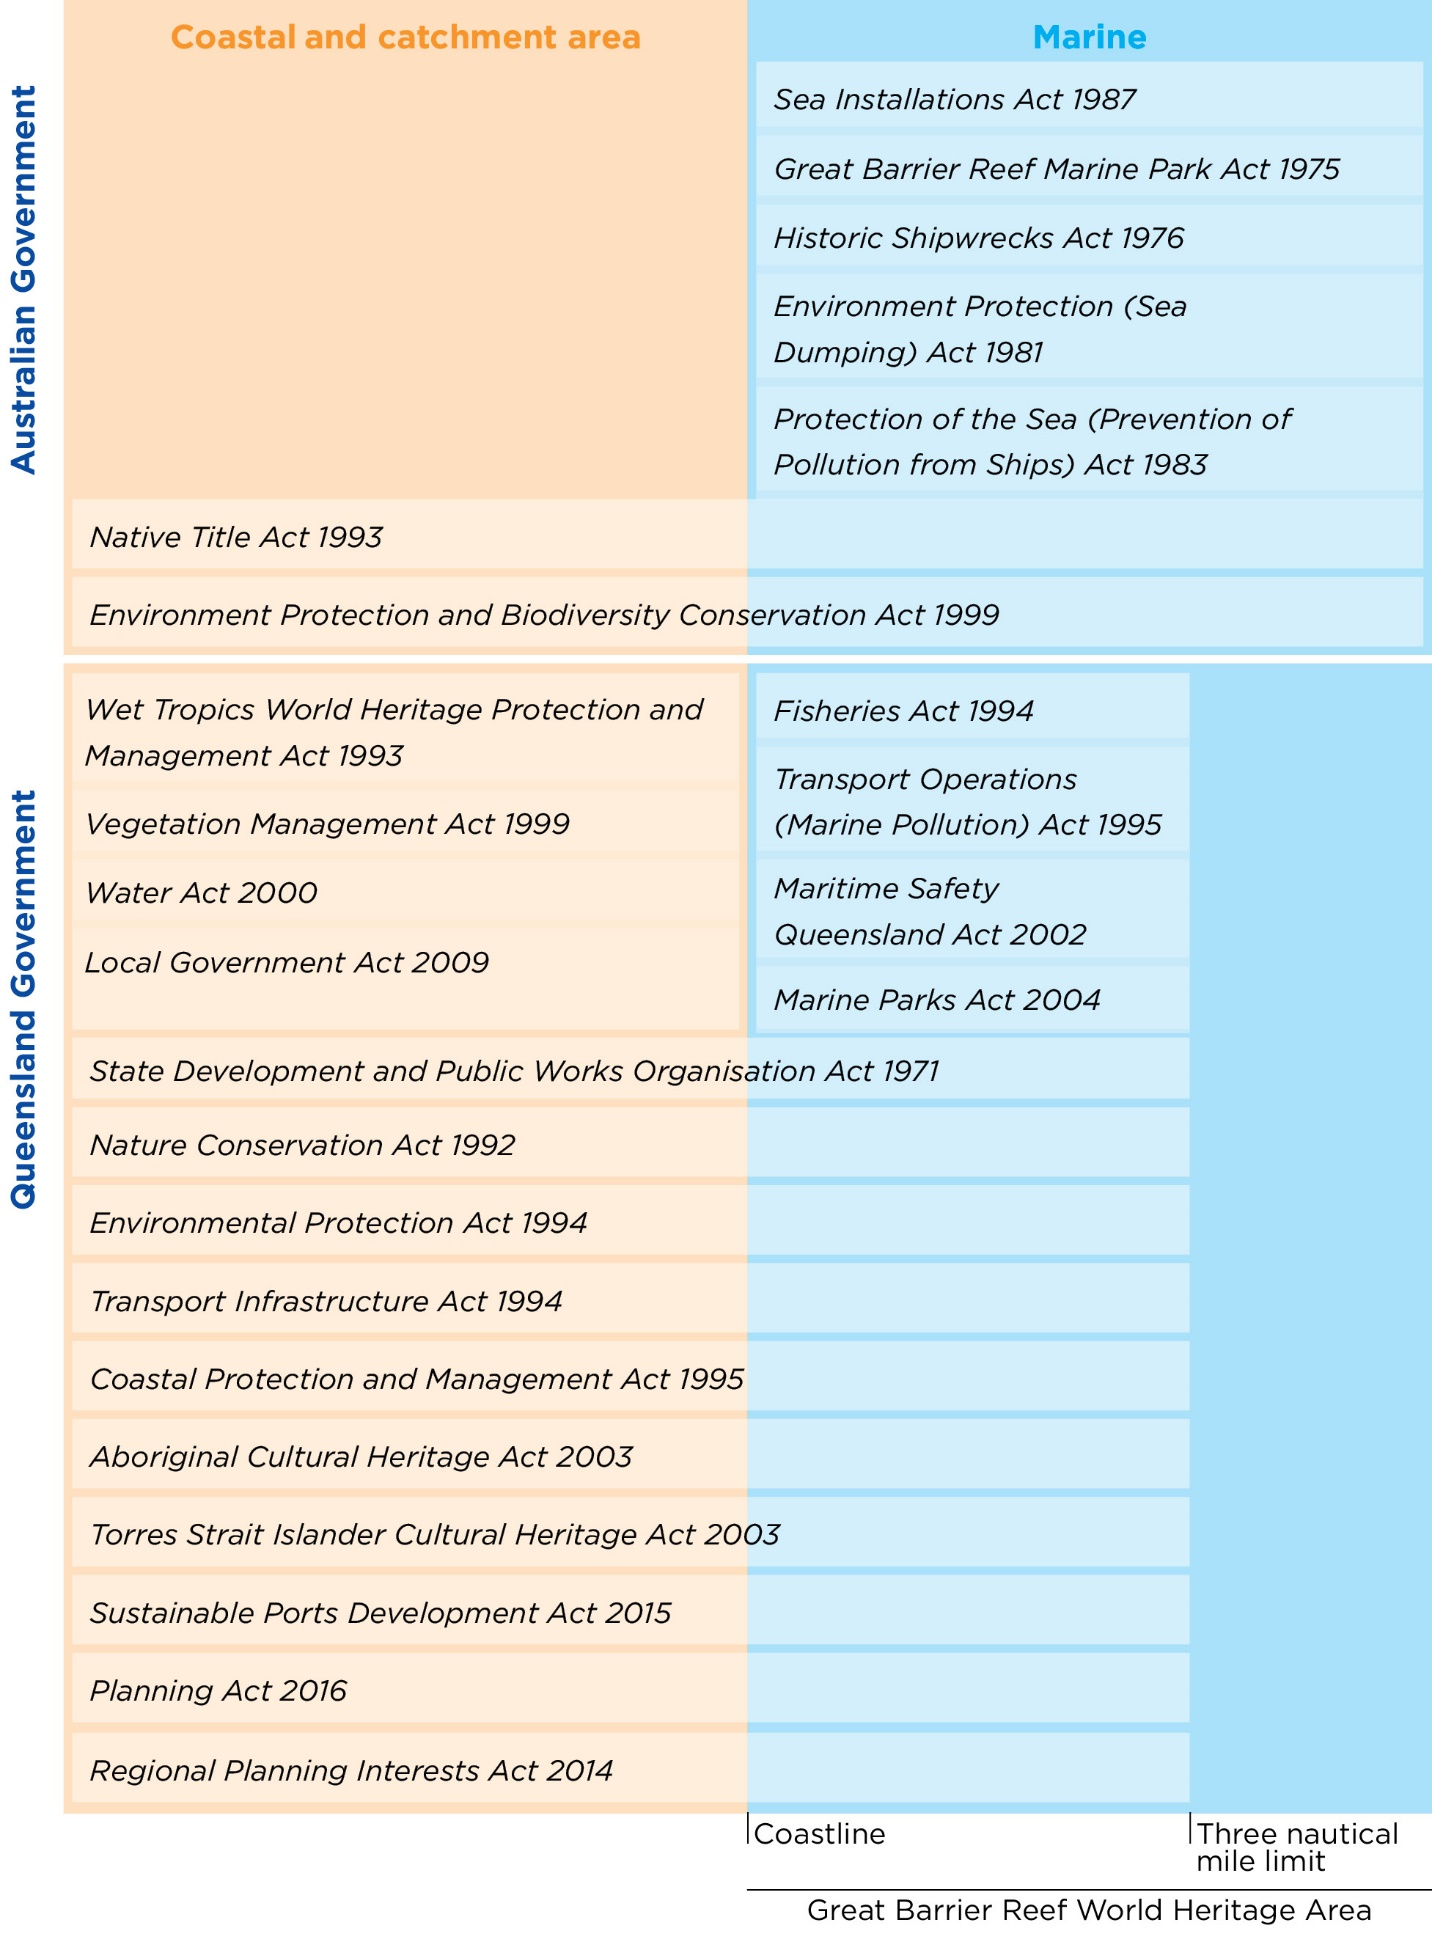 Coastal and catchment area
Marine
Australian Government
Sea Installations Act 1987
Great Barrier Reef Marine Park Act 1975
Historic Shipwrecks Act 1976
Environment Protection (Sea
Dumping) Act 1981
Protection of the Sea (Prevention of
Pollution from Ships) Act 1983
Native Title Act 1993
Environment Protection and Biodiversity Conservation Act 1999
Queensland Government
Wet Tropics World Heritage Protection and
Management Act 1993
Vegetation Management Act 1999
Water Act 2000
Local Government Act 2009
Fisheries Act 1994
Transport Operations
(Marine Pollution) Act 1995
Maritime Safety
Queensland Act 2002
Marine Parks Act 2004
State Development and Public Works Organisation Act 1971
Nature Conservation Act 1992
Environmental Protection Act 1994
Transport Infrastructure Act 1994
Coastal Protection and Management Act 1995
Aboriginal Cultural Heritage Act 2003
Torres Strait Islander Cultural Heritage Act 2003
Sustainable Ports Development Act 2015
Planning Act 2016
Regional Planning Interests Act 2014
Coastline
Three nautical
mile limit
Great Barrier Reef World Heritage Area